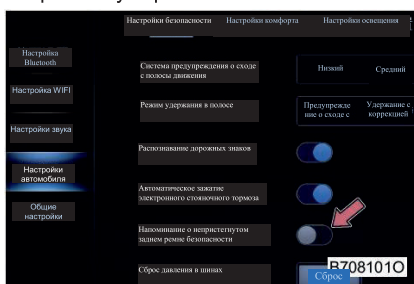 Настройки безопасности Настройки комфорта Настройки освещения
Настройка
Bluetooth
Настройка WIFI
Настройки звука
Настройки
автомобиля
Общие
настройки
Система предупреждения о сходе
с полосы движения
Низкий Средний
Режим удержания в полосе
Предупрежде
ние о сходе с
Удержание с
коррекцией
Распознавание дорожных знаков
Автоматическое зажатие
электронного стояночного тормоза
Напоминание о непристегнутом
заднем ремне безопасности
Сброс давления в шинах
Сброс
B708101O